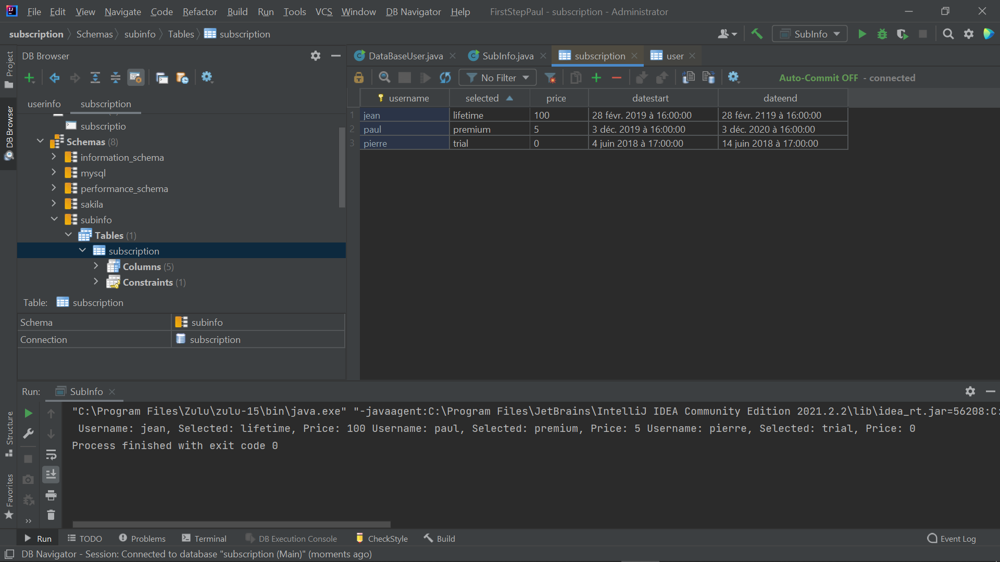 File Edit View Navigate Code Refactor Build Run Tools VCS Window DB Navigator Help FirstStepPaul - subscription - Administrator
subscription Schemas subinfo Tables subscription
SubInfo
Project
DB Browser
Structure
Favorites
DB Browser
userinfo subscription
subscriptio
Schemas (8)
information_schema
mysql
performance_schema
sakila
subinfo
Tables (1)
subscription
Columns (5)
Constraints (1)
Table: subscription
Schema subinfo
Connection subscription
DataBaseUser.java SubInfo.java subscription user
No Filter Auto-Commit OFF - connected
username selected price datestart dateend
1 jean lifetime 100 28 févr. 2019 à 16:00:00 28 févr. 2119 à 16:00:00
2 paul premium 5 3 déc. 2019 à 16:00:00 3 déc. 2020 à 16:00:00
3 pierre trial 0 4 juin 2018 à 17:00:00 14 juin 2018 à 17:00:00
Run: SubInfo
"C:\Program Files\Zulu\zulu-15\bin\java.exe" "-javaagent:C:\Program Files\JetBrains\IntelliJ IDEA Community Edition 2021.2.2\lib\idea_rt.jar=56208:C:
Username: jean, Selected: lifetime, Price: 100 Username: paul, Selected: premium, Price: 5 Username: pierre, Selected: trial, Price: 0
Process finished with exit code 0
Run TODO Problems Terminal DB Execution Console CheckStyle Build Event Log
DB Navigator - Session: Connected to database "subscription (Main)" (moments ago)